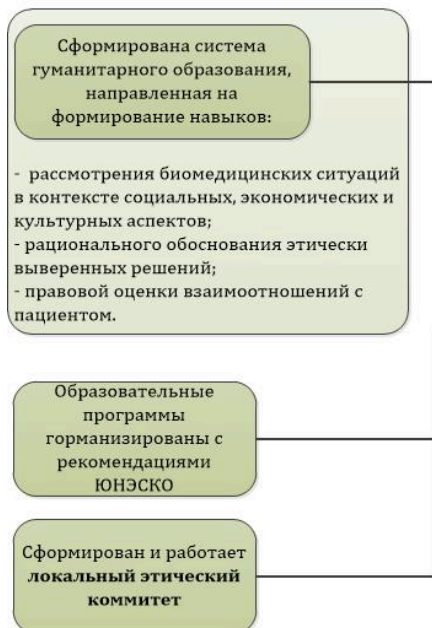 Сформирована система
гуманитарного образования,
направленная на
формирование навыков:
- рассмотрения биомедицинских ситуаций
в контексте социальных, экономических и
культурных аспектов;
- рационального обоснования этически
выверенных решений;
- правовой оценки взаимоотношений с
пациентом.
Образовательные
программы
горманизированы с
рекомендациями
ЮНЭСКО
Сформирован и работает
локальный этический
коммитет